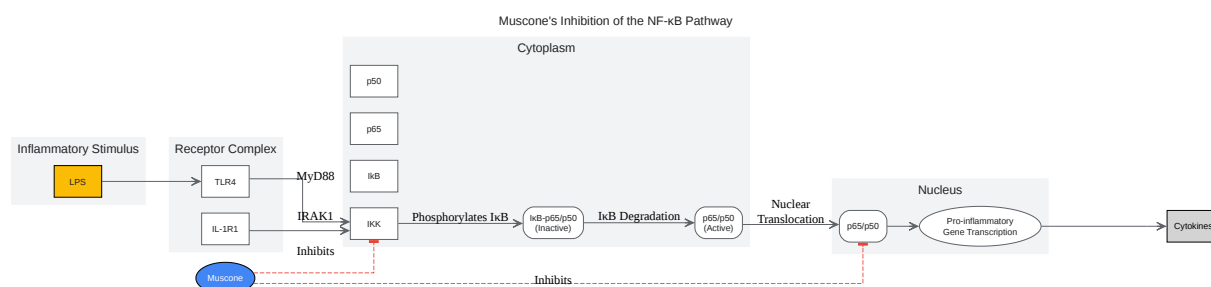 Muscone's Inhibition of the NF-κB Pathway
Cytoplasm
p50
p65
Inflammatory Stimulus
Receptor Complex
LPS
TLR4
MyD88
IκB
Nucleus
IL-1R1
IRAK1
IKK
Phosphorylates IκB
IκB-p65/p50
(Inactive)
IκB Degradation
p65/p50
(Active)
Nuclear
Translocation
p65/p50
Pro-inflammatory
Gene Transcription
Cytokines
Inhibits
Muscone
Inhibits